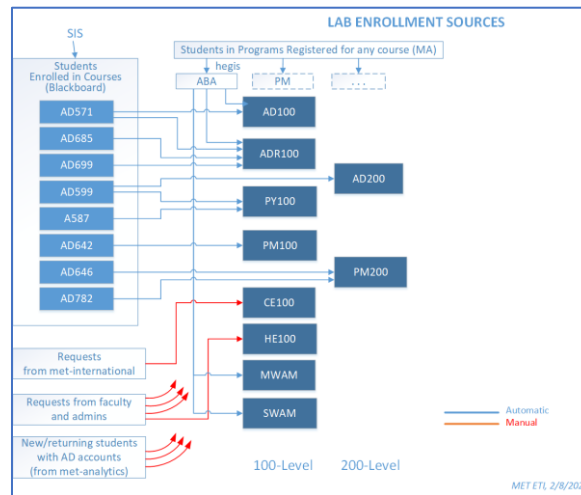 LAB ENROLLMENT SOURCES
SIS
Students in Programs Registered for any course (MA)
hegis
Students
Enrolled in Courses
(Blackboard)
ABA
PM
...
AD571
AD685
AD699
AD599
A587
AD642
AD646
AD782
AD100
ADR100
AD200
PY100
PM100
PM200
CE100
HE100
MWAM
SWAM
Requests
from met-international
Requests from faculty
and admins
New/returning students
with AD accounts
(from met-analytics)
Automatic
Manual
100-Level
200-Level
MET ETI, 2/8/202